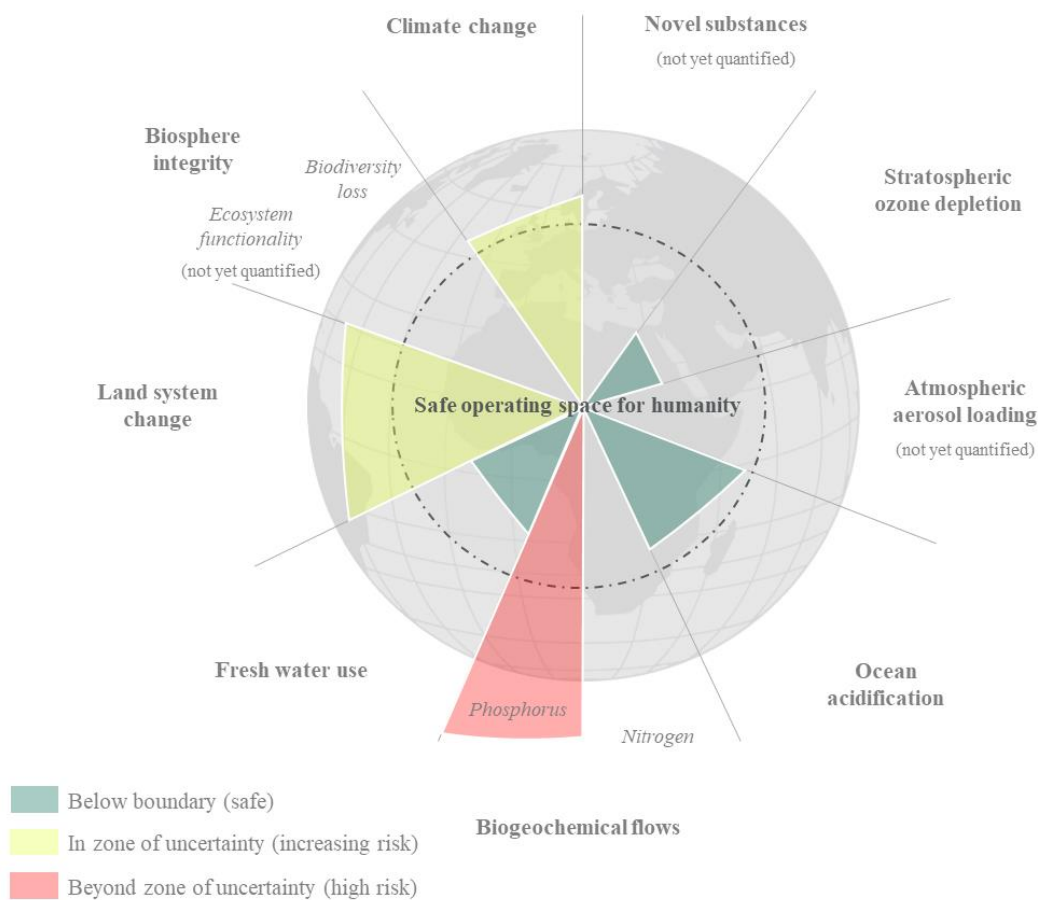 Climate change
Novel substances
(not yet quantified)
Biosphere
integrity
Biodiversity
loss
Ecosystem
functionality
(not yet quantified)
Stratospheric
ozone depletion
Land system
change
Safe operating space for humanity
Atmospheric
aerosol loading
(not yet quantified)
Fresh water use
Ocean
acidification
Phosphorus
Nitrogen
Biogeochemical flows
Below boundary (safe)
In zone of uncertainty (increasing risk)
Beyond zone of uncertainty (high risk)